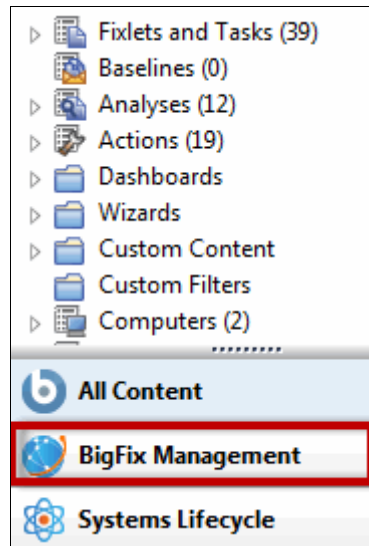 Fixlets and Tasks (39)
Baselines (0)
Analyses (12)
Actions (19)
Dashboards
Wizards
Custom Content
Custom Filters
Computers (2)
All Content
BigFix Management
Systems Lifecycle